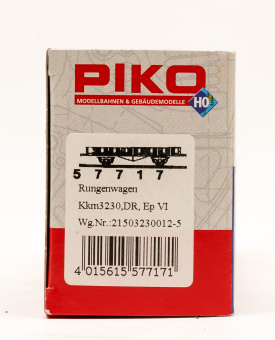 PIKO
MODELLBAHNEN & GEBÄUDEMODELLE
HO
5 7 7 1 7
Rungenwagen
Kkm3230,DR, Ep VI
Wg.Nr.:21503230012-5
4 015615 577171